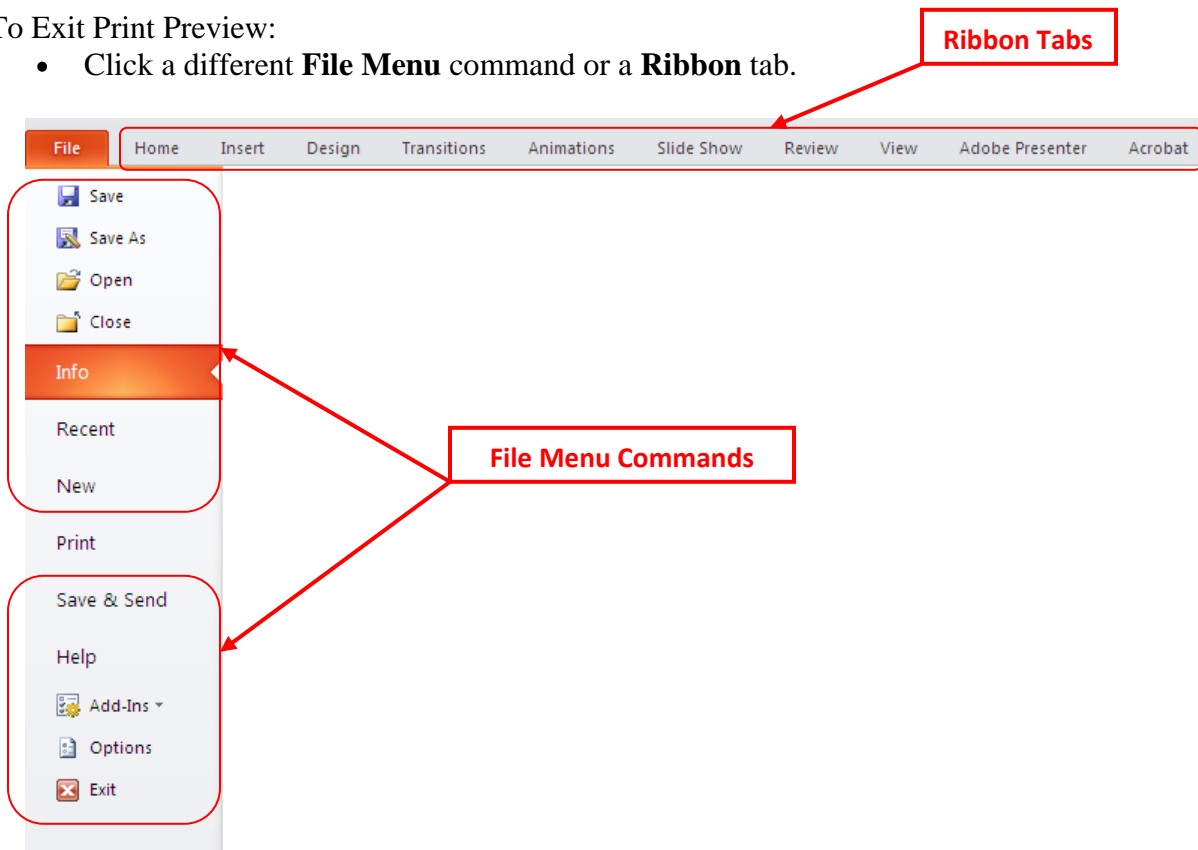 To Exit Print Preview:
• Click a different File Menu command or a Ribbon tab.
Ribbon Tabs
File Home Insert Design Transitions Animations Slide Show Review View Adobe Presenter Acrobat
Save
Save As
Open
Close
Info
Recent
File Menu Commands
New
Print
Save & Send
Help
Add-Ins
Options
Exit